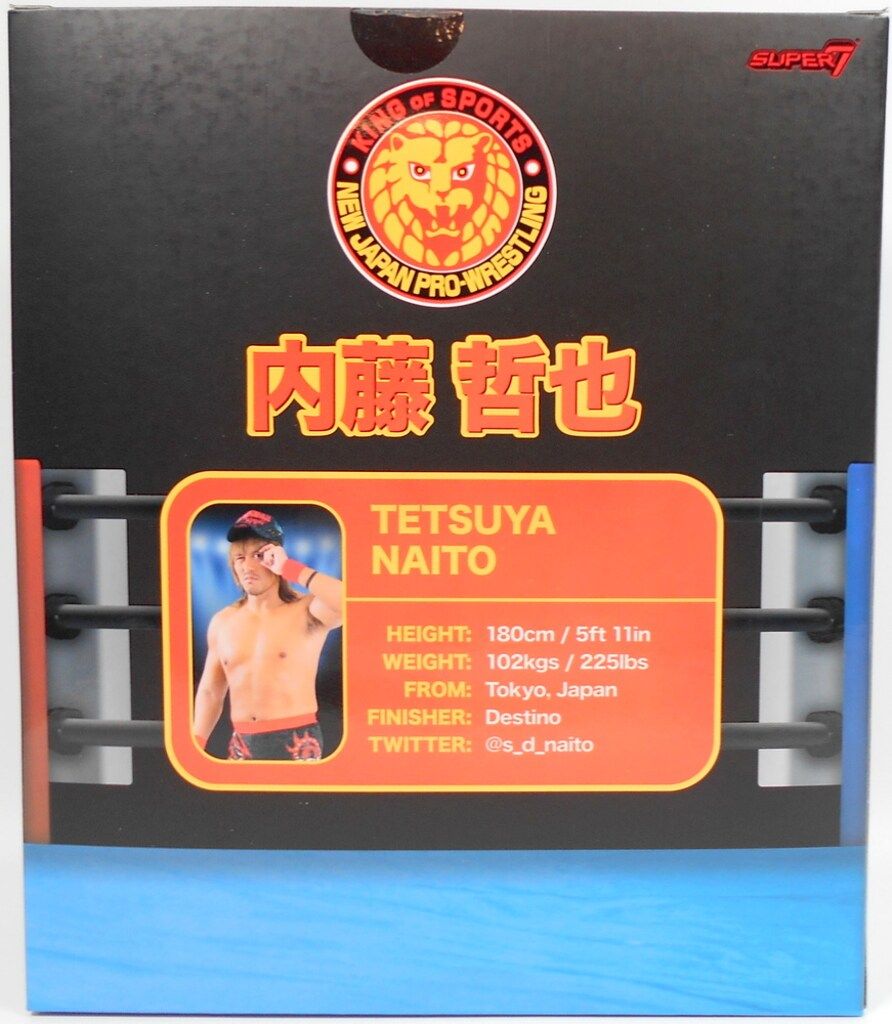 SUPER7
KING OF SPORTS
NEW JAPAN PRO-WRESTLING
内藤 哲也
TETSUYA
NAITO
HEIGHT: 180cm / 5ft 11in
WEIGHT: 102kgs / 225lbs
FROM: Tokyo, Japan
FINISHER: Destino
TWITTER: @s_d_naito